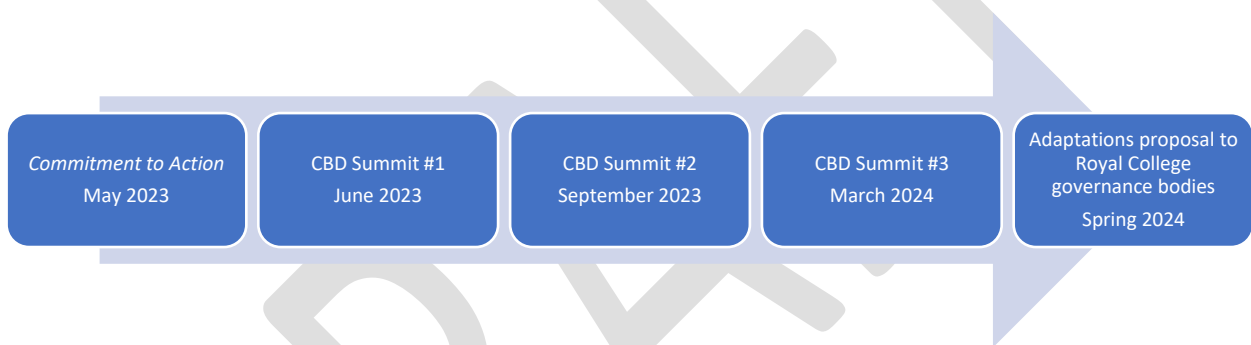 Commitment to Action
May 2023
CBD Summit #1
June 2023
CBD Summit #2
September 2023
CBD Summit #3
March 2024
Adaptations proposal to
Royal College
governance bodies
Spring 2024